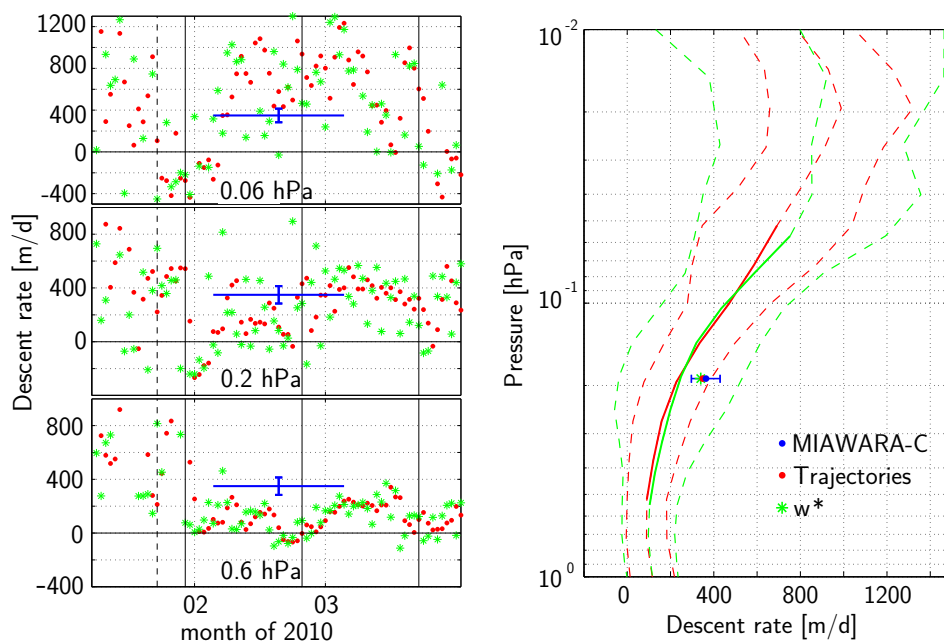 1200
800
400
0
-400
0.06 hPa
800
400
0
0.2 hPa
800
400
0
-400
0.6 hPa
02
03
month of 2010
Descent rate [m/d]
10^-2
10^-1
10^0
Pressure [hPa]
MIAWARA-C
Trajectories
w*
0
400
800
1200
Descent rate [m/d]